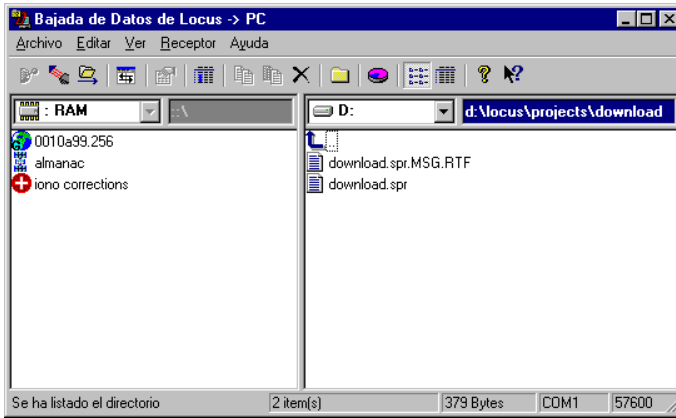 Bajada de Datos de Locus -> PC
Archivo Editar Ver Receptor Ayuda
: RAM
::\
D:
d:\locus\projects\download
0010a99.256
almanac
iono corrections
..
download.spr.MSG.RTF
download.spr
Se ha listado el directorio
2 item(s)
379 Bytes
COM1
57600